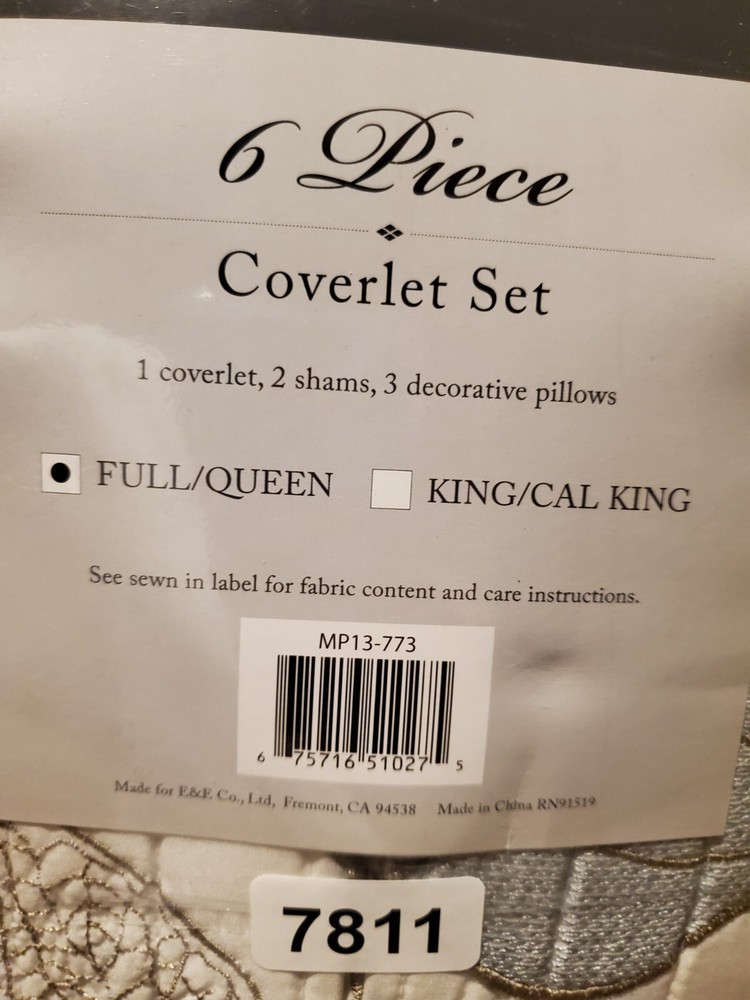 6 Piece
Coverlet Set
1 coverlet, 2 shams, 3 decorative pillows
FULL/QUEEN KING/CAL KING
See sewn in label for fabric content and care instructions.
MP13-773
6 75716 51027 5
Made for E&E Co., Ltd, Fremont, CA 94538 Made in China RN91519
7811